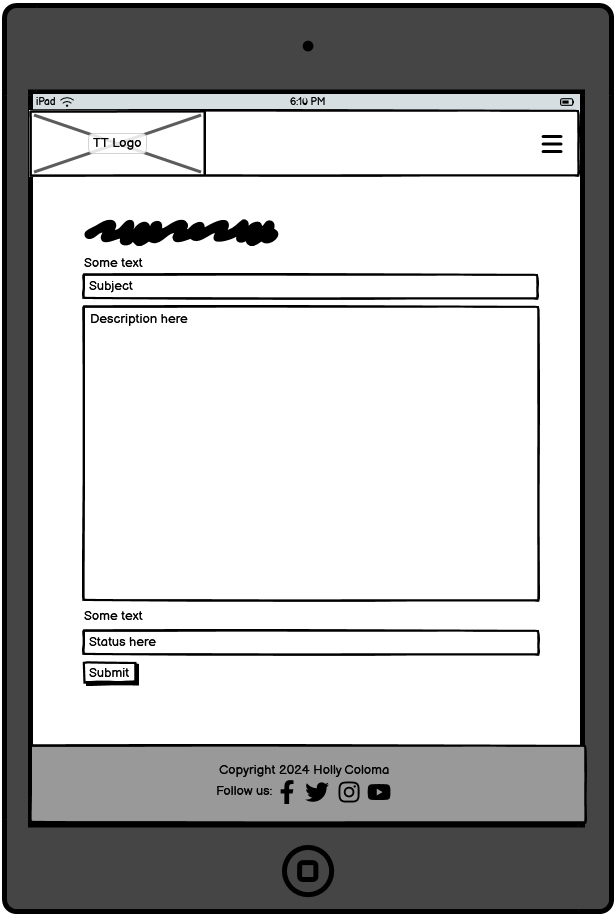 iPad 6:10 PM
TT Logo
Some text
Subject
Description here
Some text
Status here
Submit
Copyright 2024 Holly Coloma
Follow us: